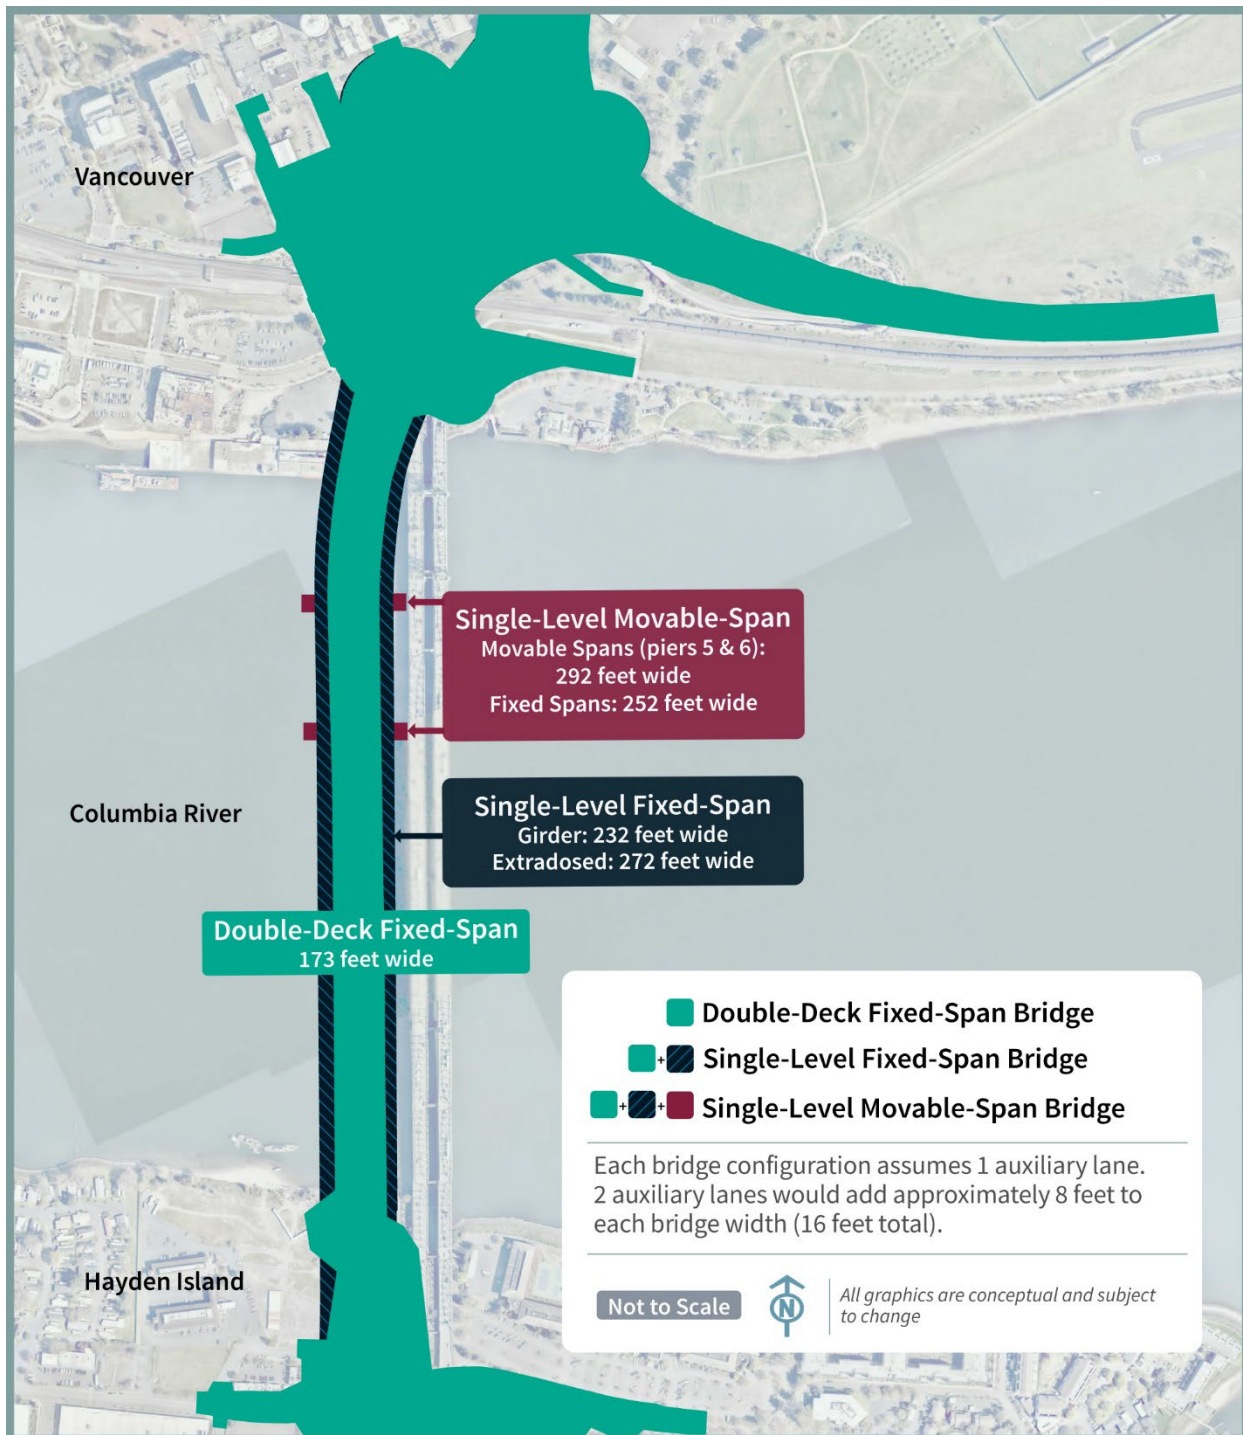 Vancouver
Single-Level Movable-Span
Movable Spans (piers 5 & 6):
292 feet wide
Fixed Spans: 252 feet wide
Columbia River
Single-Level Fixed-Span
Girder: 232 feet wide
Extradosed: 272 feet wide
Double-Deck Fixed-Span
173 feet wide
Double-Deck Fixed-Span Bridge
+ Single-Level Fixed-Span Bridge
+ + Single-Level Movable-Span Bridge
Each bridge configuration assumes 1 auxiliary lane.
2 auxiliary lanes would add approximately 8 feet to
each bridge width (16 feet total).
Hayden Island
Not to Scale
N
All graphics are conceptual and subject
to change